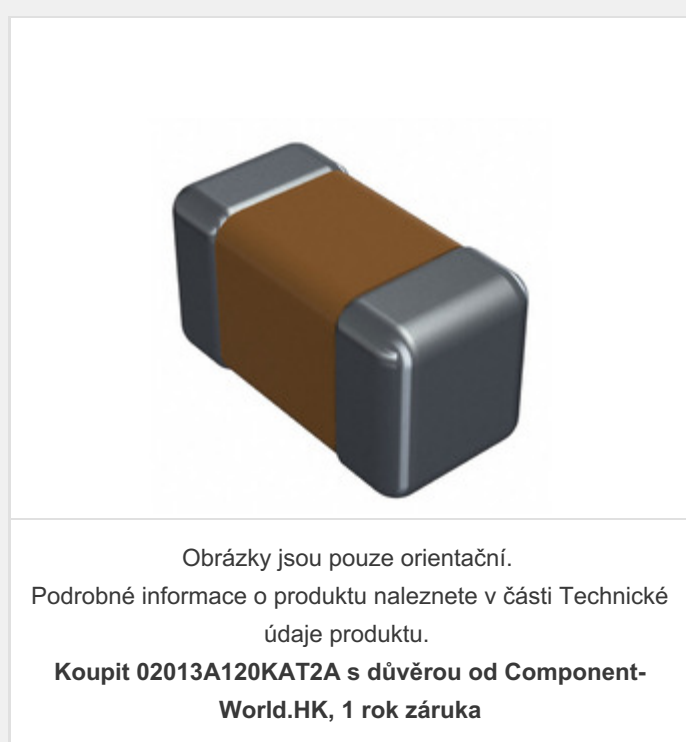 Obrázky jsou pouze orientační.
Podrobné informace o produktu naleznete v části Technické
údaje produktu.
Koupit 02013A120KAT2A s důvěrou od Component-
World.HK, 1 rok záruka